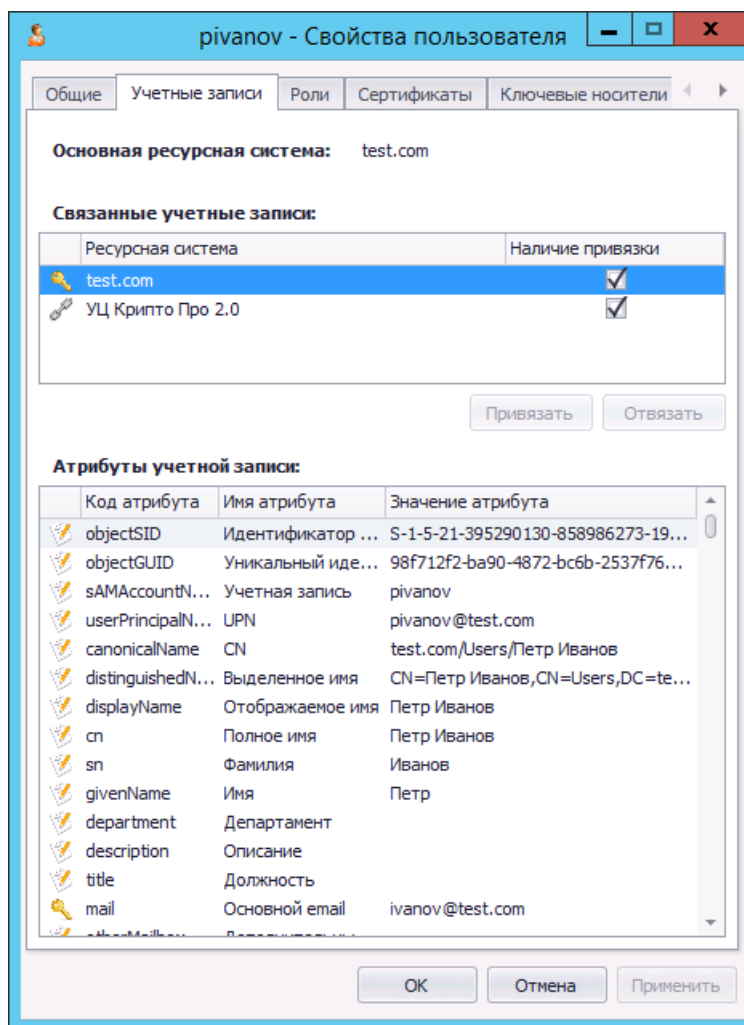 pivanov - Свойства пользователя
Общие Учетные записи Роли Сертификаты Ключевые носители
Основная ресурсная система: test.com
Связанные учетные записи:
Ресурсная система Наличие привязки
test.com
УЦ Крипто Про 2.0
Привязать Отвязать
Атрибуты учетной записи:
Код атрибута Имя атрибута Значение атрибута
objectSID Идентификатор ... S-1-5-21-395290130-858986273-19...
objectGUID Уникальный иде... 98f712f2-ba90-4872-bc6b-2537f76...
sAMAccountN... Учетная запись pivanov
userPrincipalN... UPN pivanov@test.com
canonicalName CN test.com/Users/Петр Иванов
distinguishedN... Выделенное имя CN=Петр Иванов,CN=Users,DC=te...
displayName Отображаемое имя Петр Иванов
cn Полное имя Петр Иванов
sn Фамилия Иванов
givenName Имя Петр
department Департамент
description Описание
title Должность
mail Основной email ivanov@test.com
OK Отмена Применить